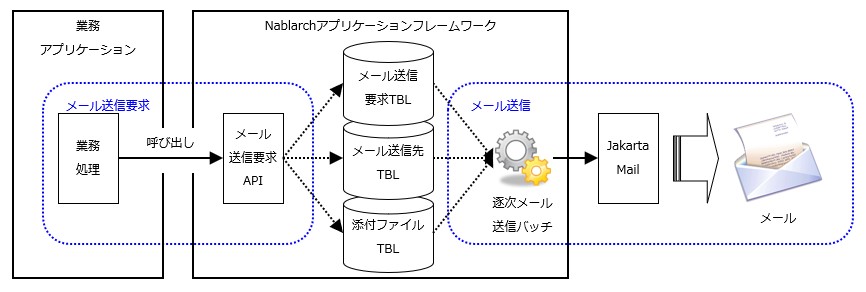 業務
アプリケーション
Nablarchアプリケーションフレームワーク
メール送信要求
業務
処理
呼び出し
メール
送信要求
API
メール送信
要求TBL
メール送信先
TBL
添付ファイル
TBL
メール送信
逐次メール
送信バッチ
Jakarta
Mail
メール